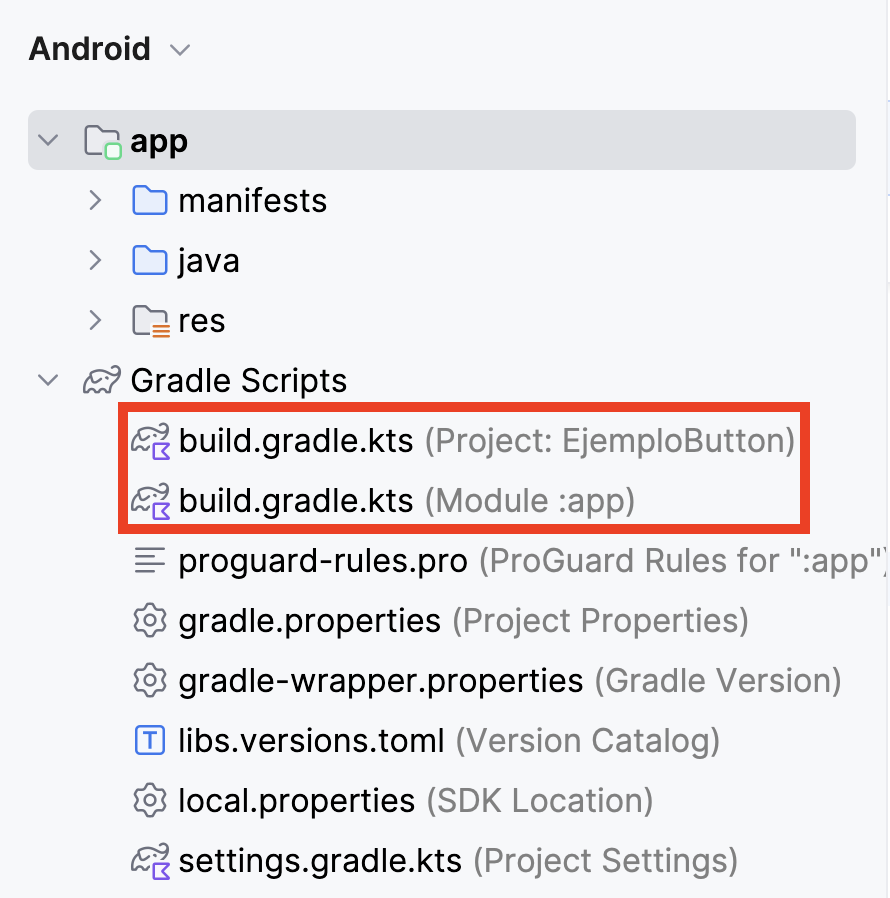 Android
app
manifests
java
res
Gradle Scripts
build.gradle.kts (Project: EjemploButton)
build.gradle.kts (Module :app)
proguard-rules.pro (ProGuard Rules for ":app")
gradle.properties (Project Properties)
gradle-wrapper.properties (Gradle Version)
libs.versions.toml (Version Catalog)
local.properties (SDK Location)
settings.gradle.kts (Project Settings)